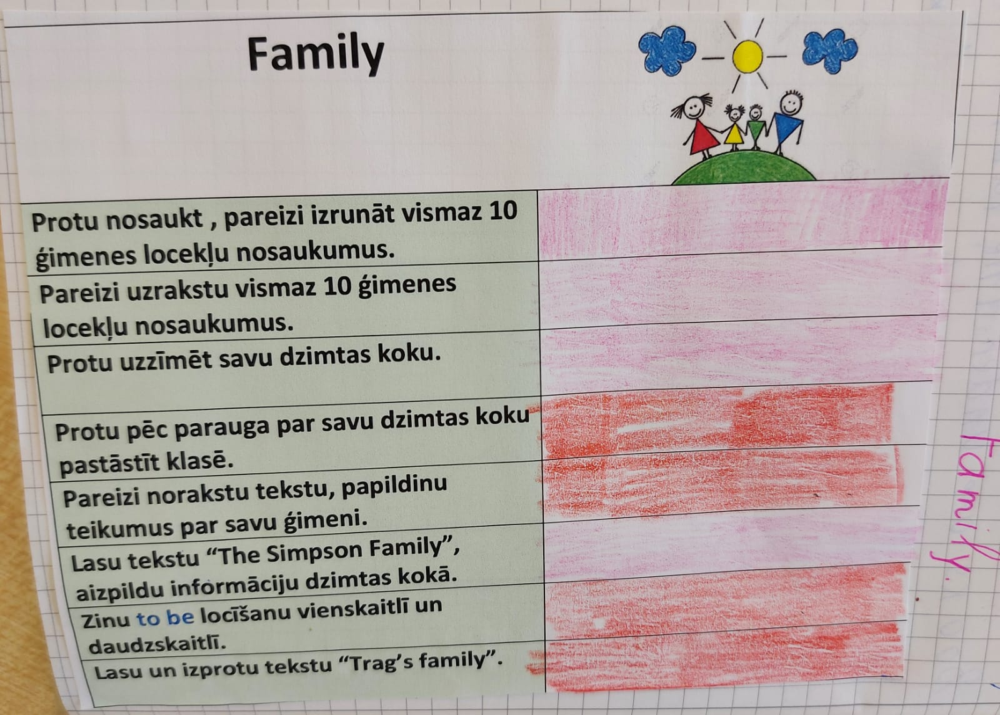 Family
Protu nosaukt , pareizi izrunāt vismaz 10
ģimenes locekļu nosaukumus.
Pareizi uzrakstu vismaz 10 ģimenes
locekļu nosaukumus.
Protu uzzīmēt savu dzimtas koku.
Protu pēc parauga par savu dzimtas koku
pastāstīt klasē.
Pareizi norakstu tekstu, papildinu
teikumus par savu ģimeni.
Lasu tekstu “The Simpson Family”,
aizpildu informāciju dzimtas kokā.
Zinu to be locīšanu vienskaitlī un
daudzskaitlī.
Lasu un izprotu tekstu “Trag’s family”.
Family.